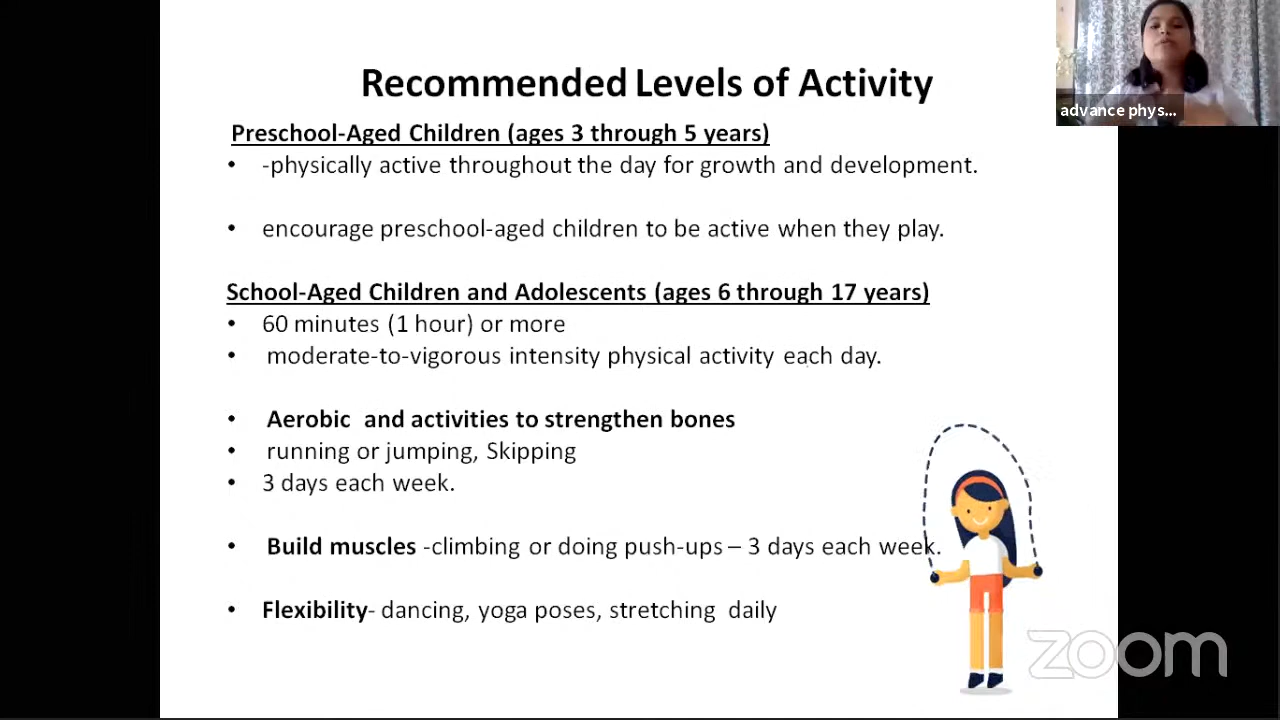 Recommended Levels of Activity
advance phys...
Preschool-Aged Children (ages 3 through 5 years)
• -physically active throughout the day for growth and development.
• encourage preschool-aged children to be active when they play.
School-Aged Children and Adolescents (ages 6 through 17 years)
• 60 minutes (1 hour) or more
• moderate-to-vigorous intensity physical activity each day.
• Aerobic and activities to strengthen bones
• running or jumping, Skipping
• 3 days each week.
• Build muscles -climbing or doing push-ups – 3 days each week.
• Flexibility- dancing, yoga poses, stretching daily
zoom